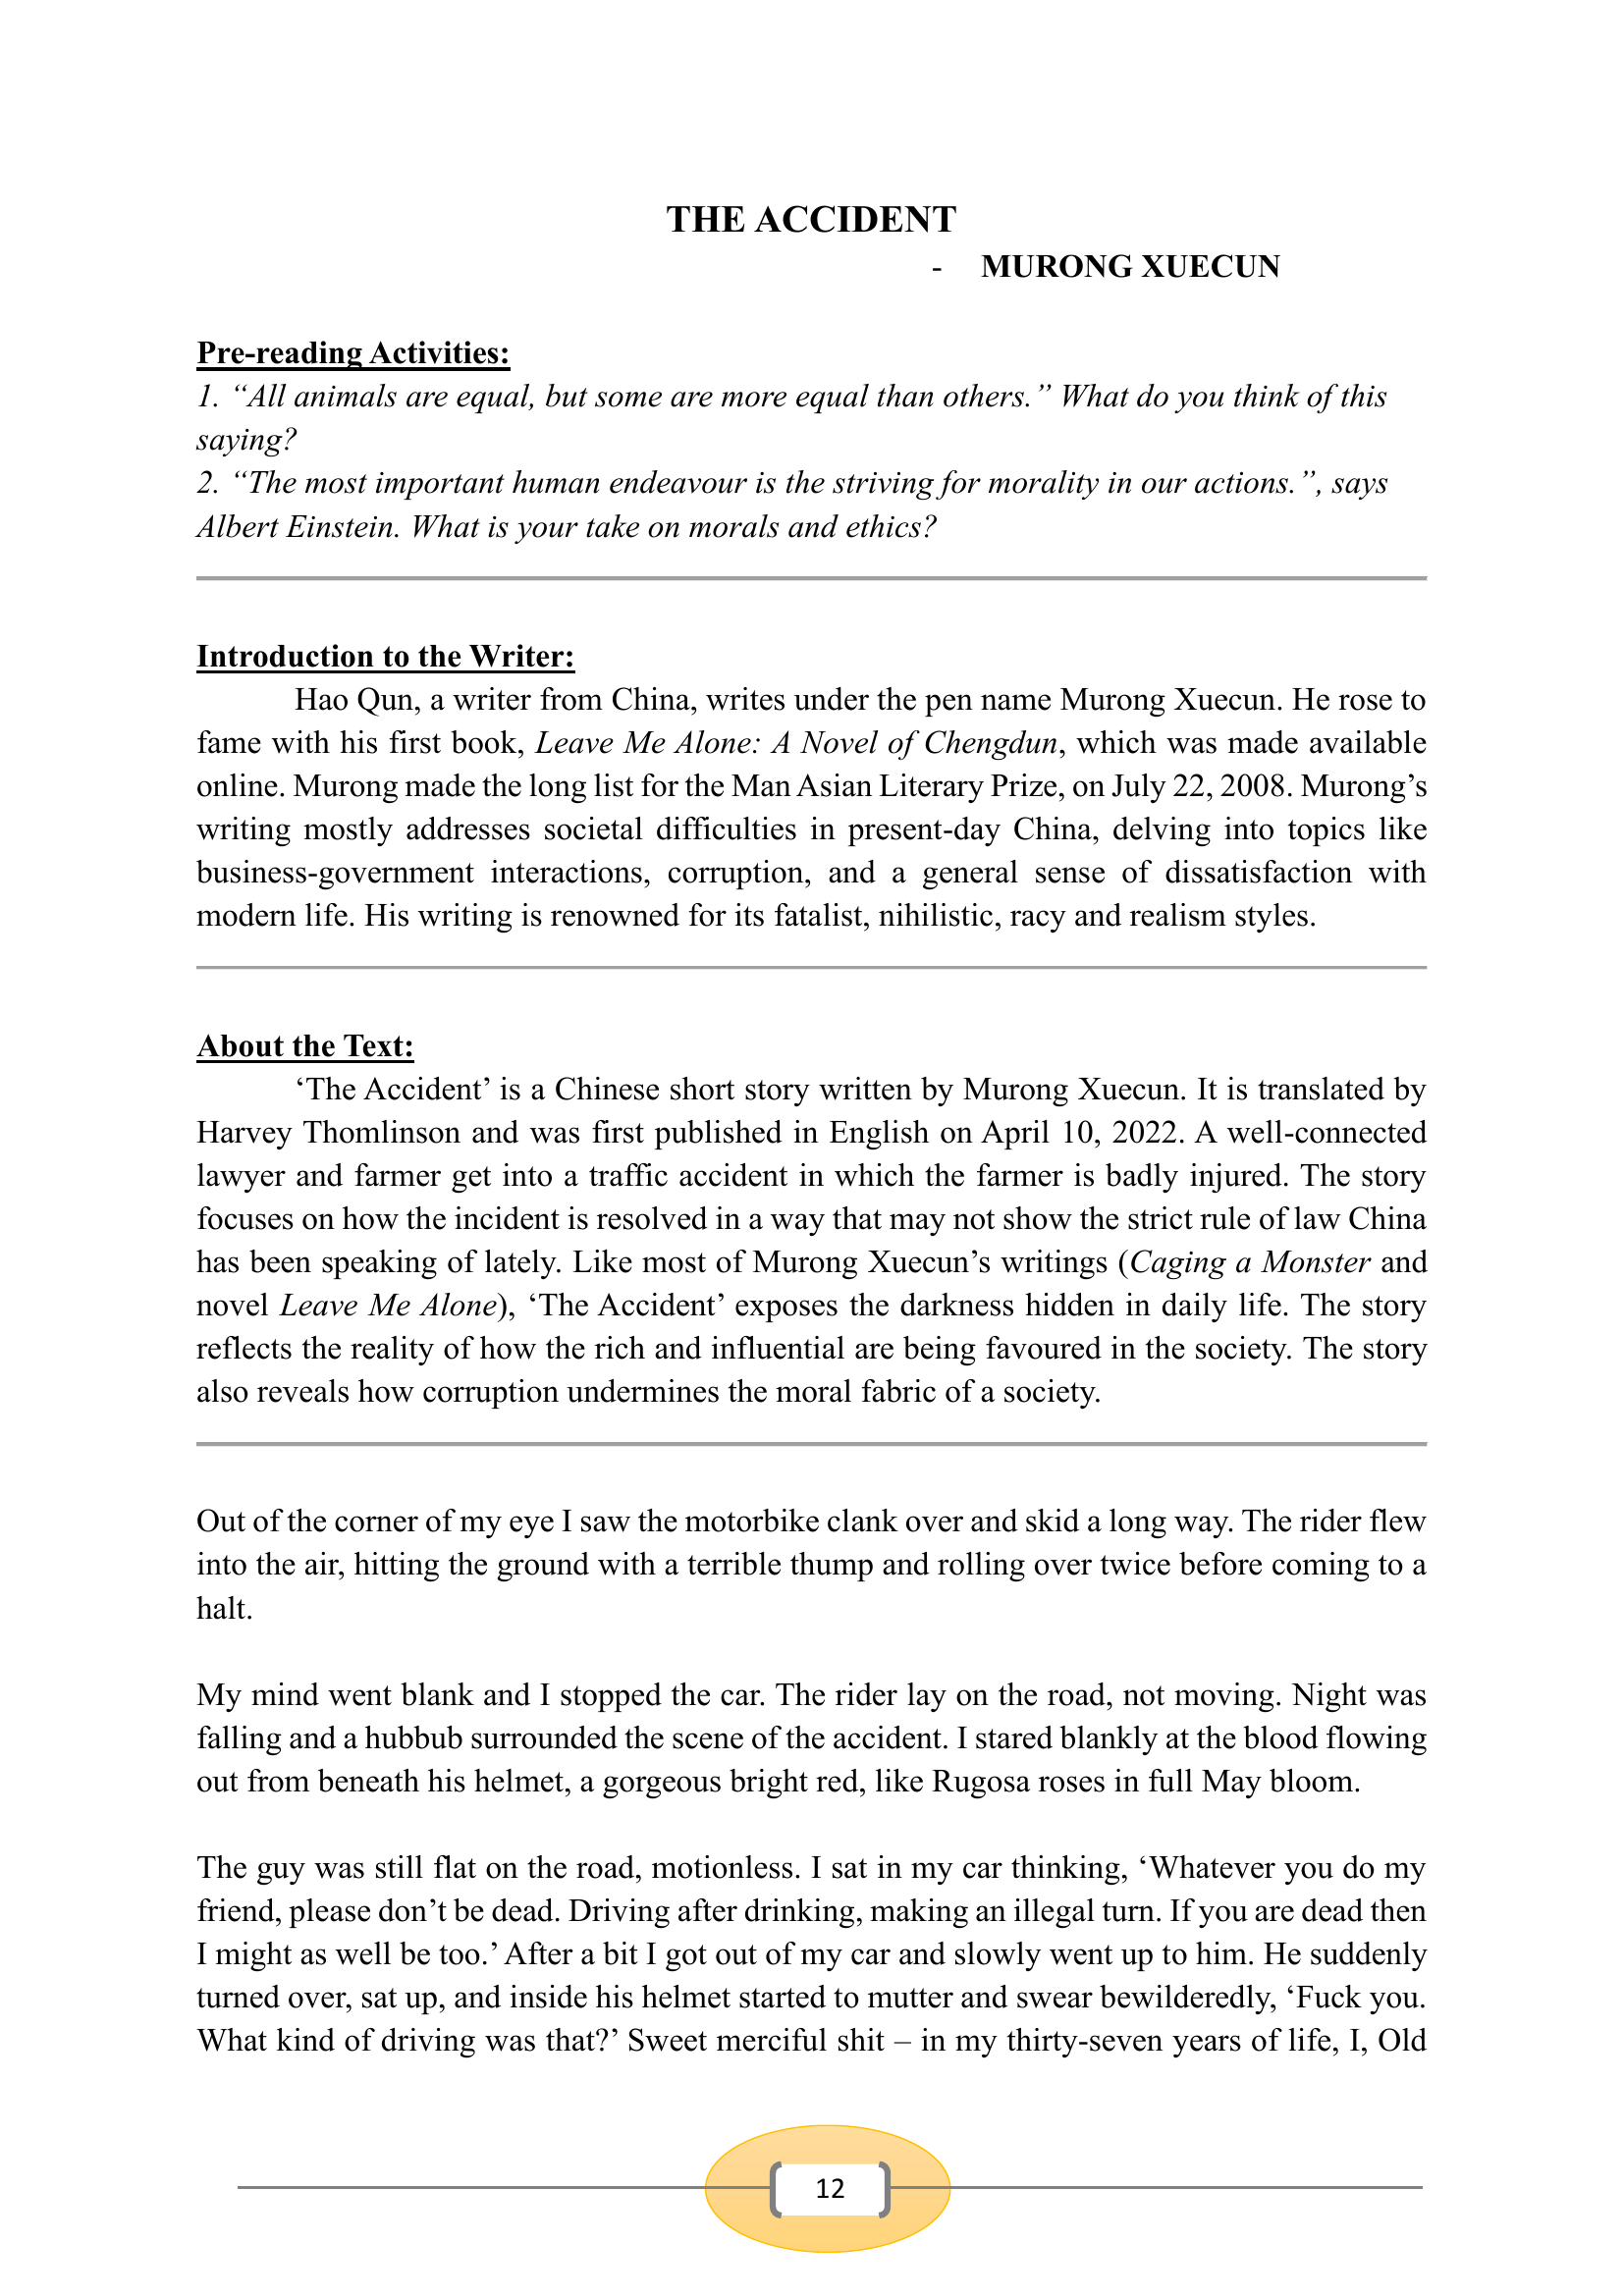 THE ACCIDENT
- MURONG XUECUN
Pre-reading Activities:
1. “All animals are equal, but some are more equal than others.” What do you think of this
saying?
2. “The most important human endeavour is the striving for morality in our actions.”, says
Albert Einstein. What is your take on morals and ethics?
Introduction to the Writer:
Hao Qun, a writer from China, writes under the pen name Murong Xuecun. He rose to
fame with his first book, Leave Me Alone: A Novel of Chengdun, which was made available
online. Murong made the long list for the Man Asian Literary Prize, on July 22, 2008. Murong’s
writing mostly addresses societal difficulties in present-day China, delving into topics like
business-government interactions, corruption, and a general sense of dissatisfaction with
modern life. His writing is renowned for its fatalist, nihilistic, racy and realism styles.
About the Text:
‘The Accident’ is a Chinese short story written by Murong Xuecun. It is translated by
Harvey Thomlinson and was first published in English on April 10, 2022. A well-connected
lawyer and farmer get into a traffic accident in which the farmer is badly injured. The story
focuses on how the incident is resolved in a way that may not show the strict rule of law China
has been speaking of lately. Like most of Murong Xuecun’s writings (Caging a Monster and
novel Leave Me Alone), ‘The Accident’ exposes the darkness hidden in daily life. The story
reflects the reality of how the rich and influential are being favoured in the society. The story
also reveals how corruption undermines the moral fabric of a society.
Out of the corner of my eye I saw the motorbike clank over and skid a long way. The rider flew
into the air, hitting the ground with a terrible thump and rolling over twice before coming to a
halt.
My mind went blank and I stopped the car. The rider lay on the road, not moving. Night was
falling and a hubbub surrounded the scene of the accident. I stared blankly at the blood flowing
out from beneath his helmet, a gorgeous bright red, like Rugosa roses in full May bloom.
The guy was still flat on the road, motionless. I sat in my car thinking, ‘Whatever you do my
friend, please don’t be dead. Driving after drinking, making an illegal turn. If you are dead then
I might as well be too.’ After a bit I got out of my car and slowly went up to him. He suddenly
turned over, sat up, and inside his helmet started to mutter and swear bewilderedly, ‘Fuck you.
What kind of driving was that?’ Sweet merciful shit – in my thirty-seven years of life, I, Old
12